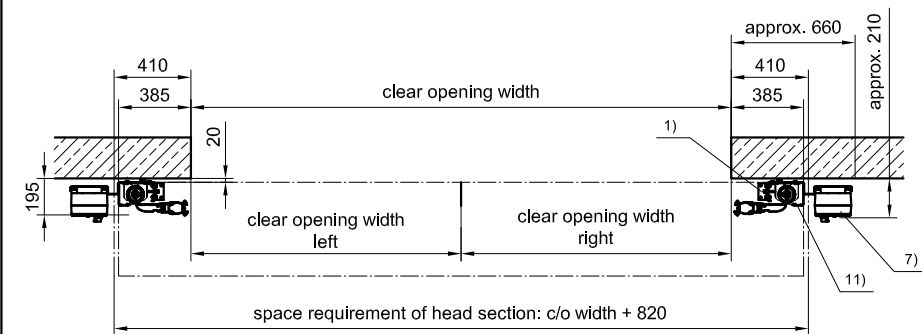 approx. 660
approx. 210
410
410
385
clear opening width
385
20
1)
195
clear opening width
left
clear opening width
right
7)
11)
space requirement of head section: c/o width + 820